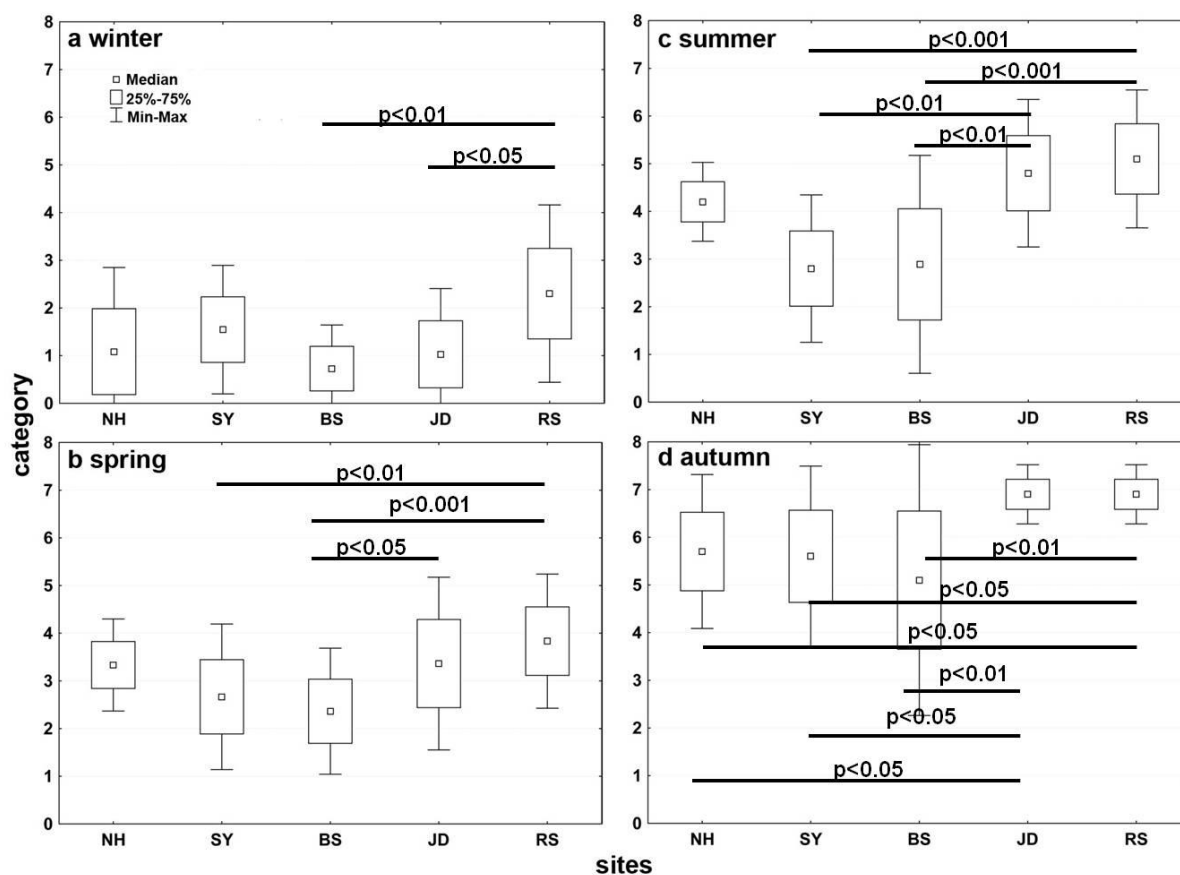 category
a winter
8
7
6
5
4
3
2
1
0
Median
25%-75%
Min-Max
p<0.01
p<0.05
NH SY BS JD RS
b spring
8
7
6
5
4
3
2
1
0
p<0.01
p<0.001
p<0.05
NH SY BS JD RS
c summer
8
7
6
5
4
3
2
1
0
p<0.001
p<0.001
p<0.01
p<0.01
NH SY BS JD RS
d autumn
8
7
6
5
4
3
2
1
0
p<0.01
p<0.05
p<0.05
p<0.01
p<0.05
p<0.05
NH SY BS JD RS
sites